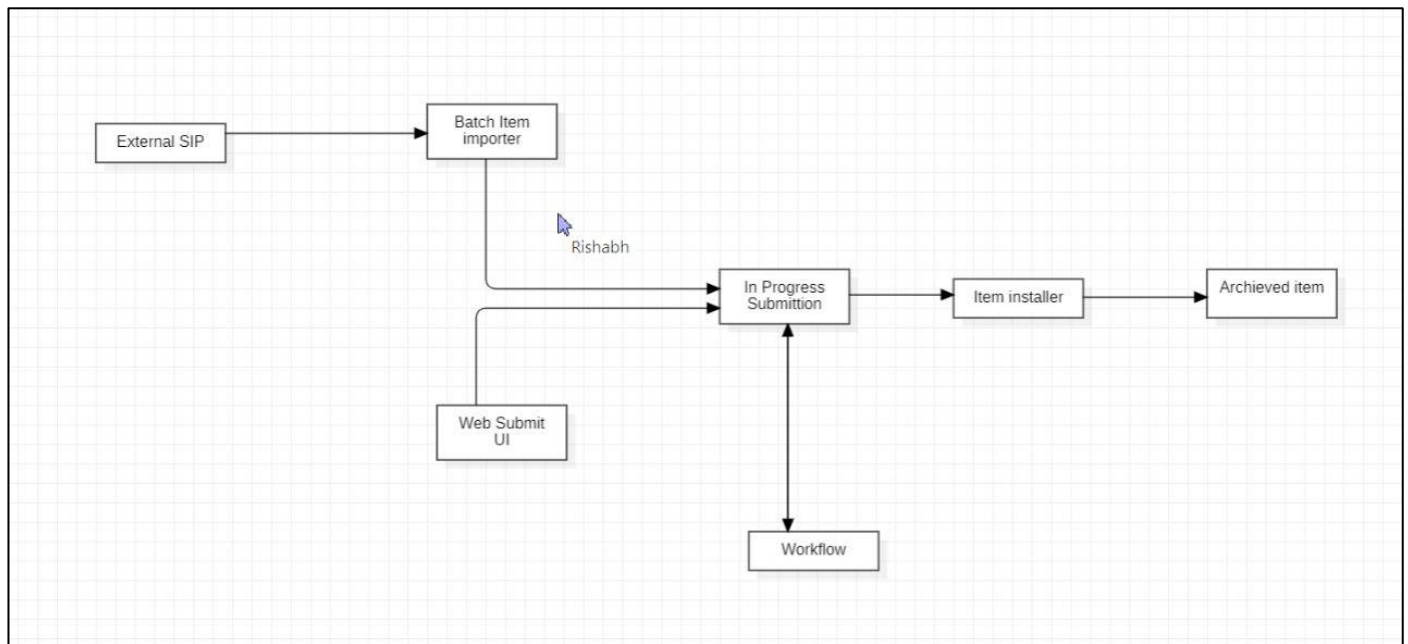 External SIP
Batch Item
importer
Rishabh
In Progress
Submittion
Item installer
Archieved item
Web Submit
UI
Workflow